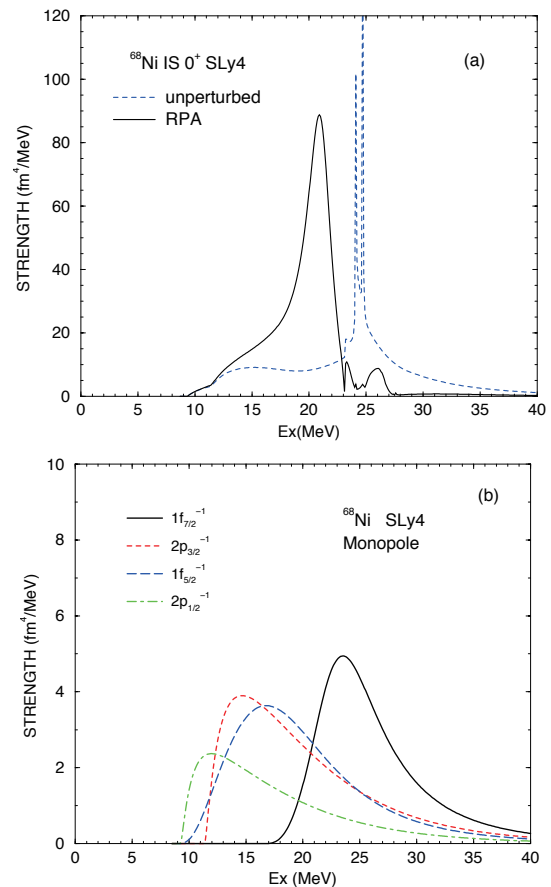 120
100
80
60
40
20
0
STRENGTH (fm⁴/MeV)
⁶⁸Ni IS 0⁺ SLy4
(a)
unperturbed
RPA
0 5 10 15 20 25 30 35 40
Ex(MeV)
10
8
6
4
2
0
STRENGTH (fm⁴/MeV)
1f₇/₂⁻¹
2p₃/₂⁻¹
1f₅/₂⁻¹
2p₁/₂⁻¹
(b)
⁶⁸Ni SLy4
Monopole
0 5 10 15 20 25 30 35 40
Ex (MeV)